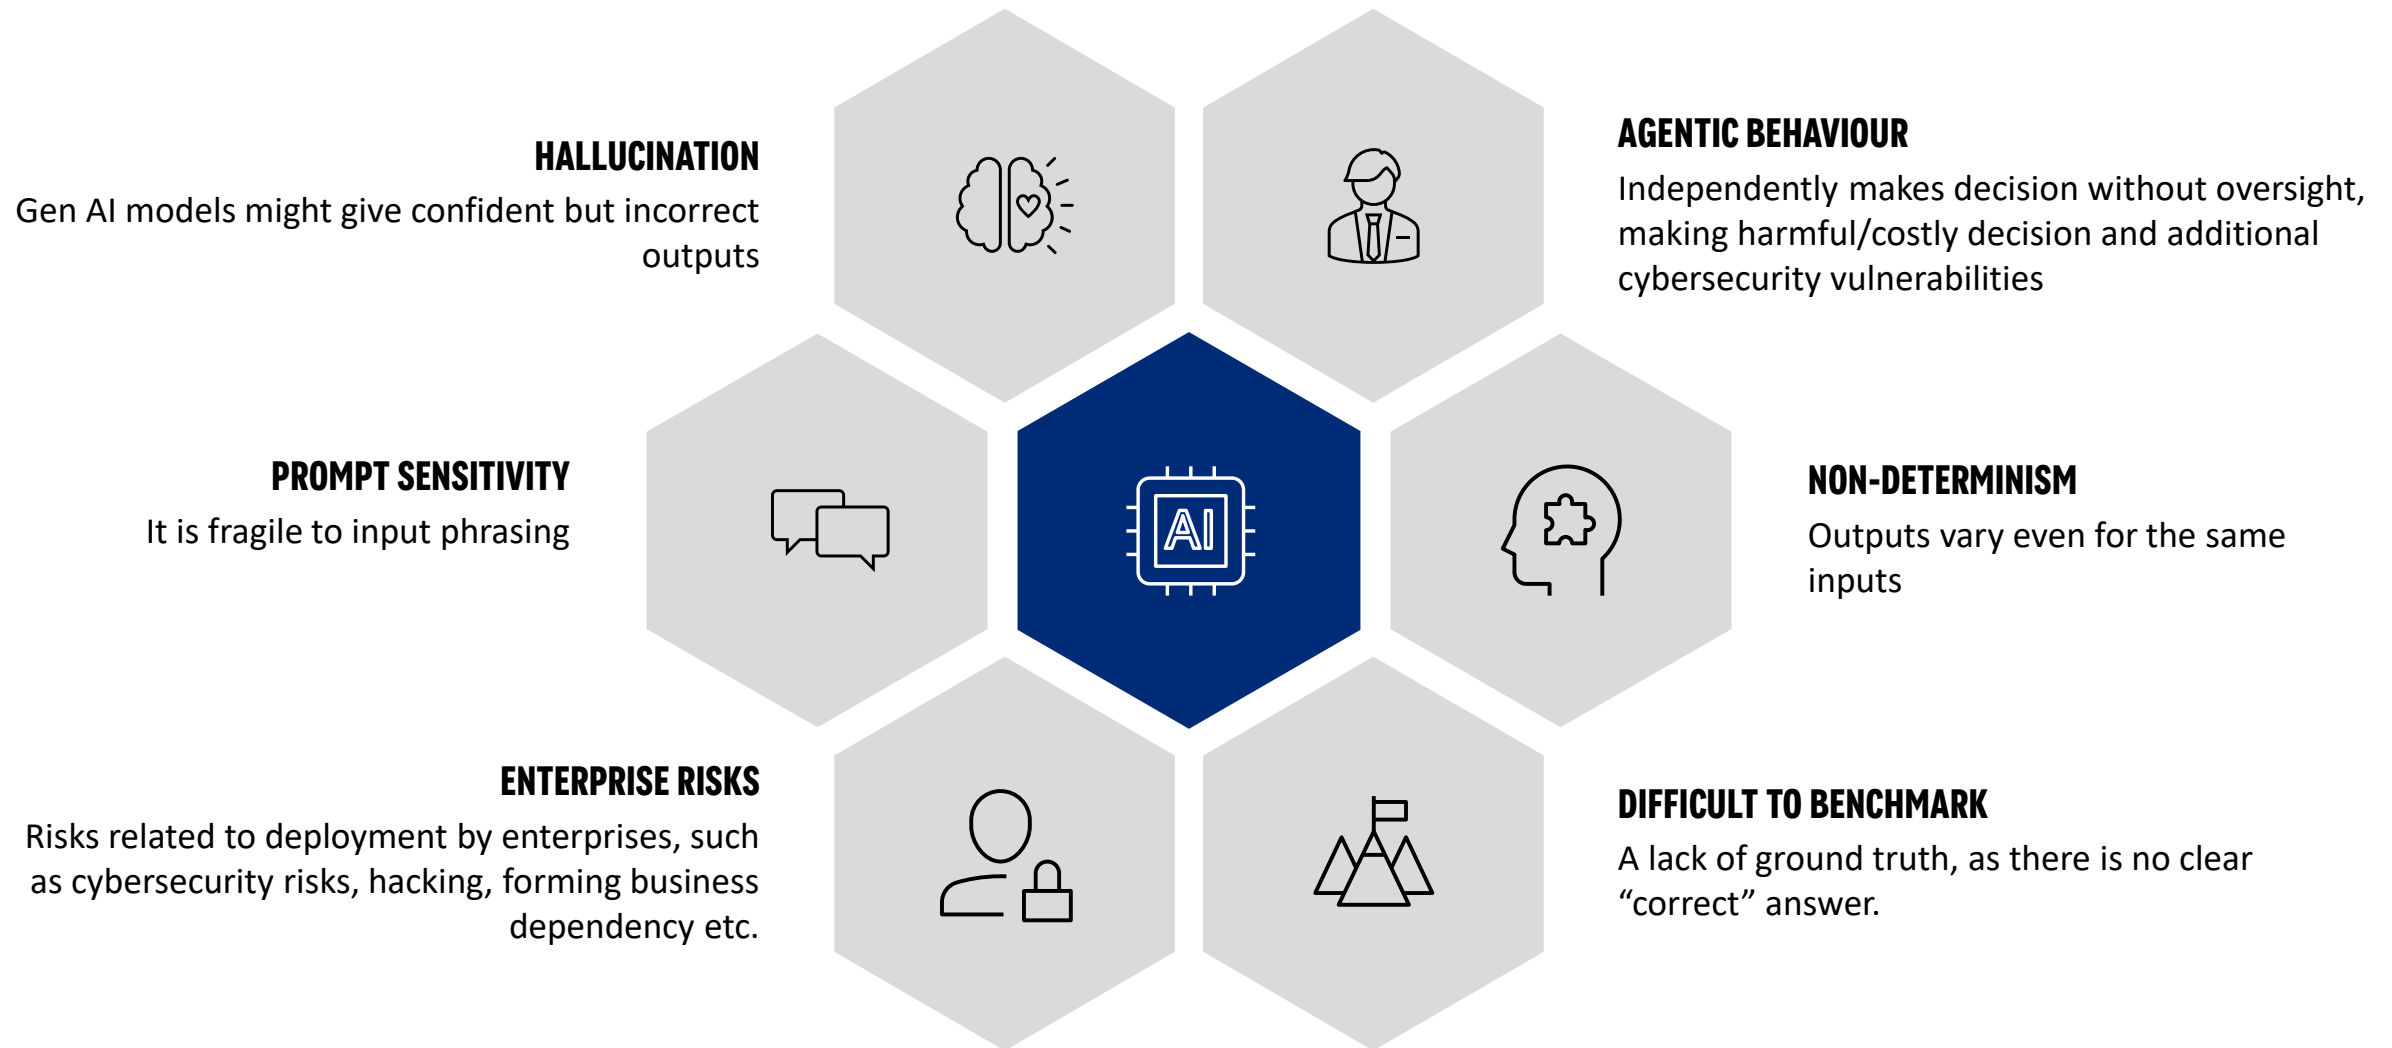 HALLUCINATION
Gen AI models might give confident but incorrect
outputs
AGENTIC BEHAVIOUR
Independently makes decision without oversight,
making harmful/costly decision and additional
cybersecurity vulnerabilities
PROMPT SENSITIVITY
It is fragile to input phrasing
AI
NON-DETERMINISM
Outputs vary even for the same
inputs
ENTERPRISE RISKS
Risks related to deployment by enterprises, such
as cybersecurity risks, hacking, forming business
dependency etc.
DIFFICULT TO BENCHMARK
A lack of ground truth, as there is no clear
“correct” answer.